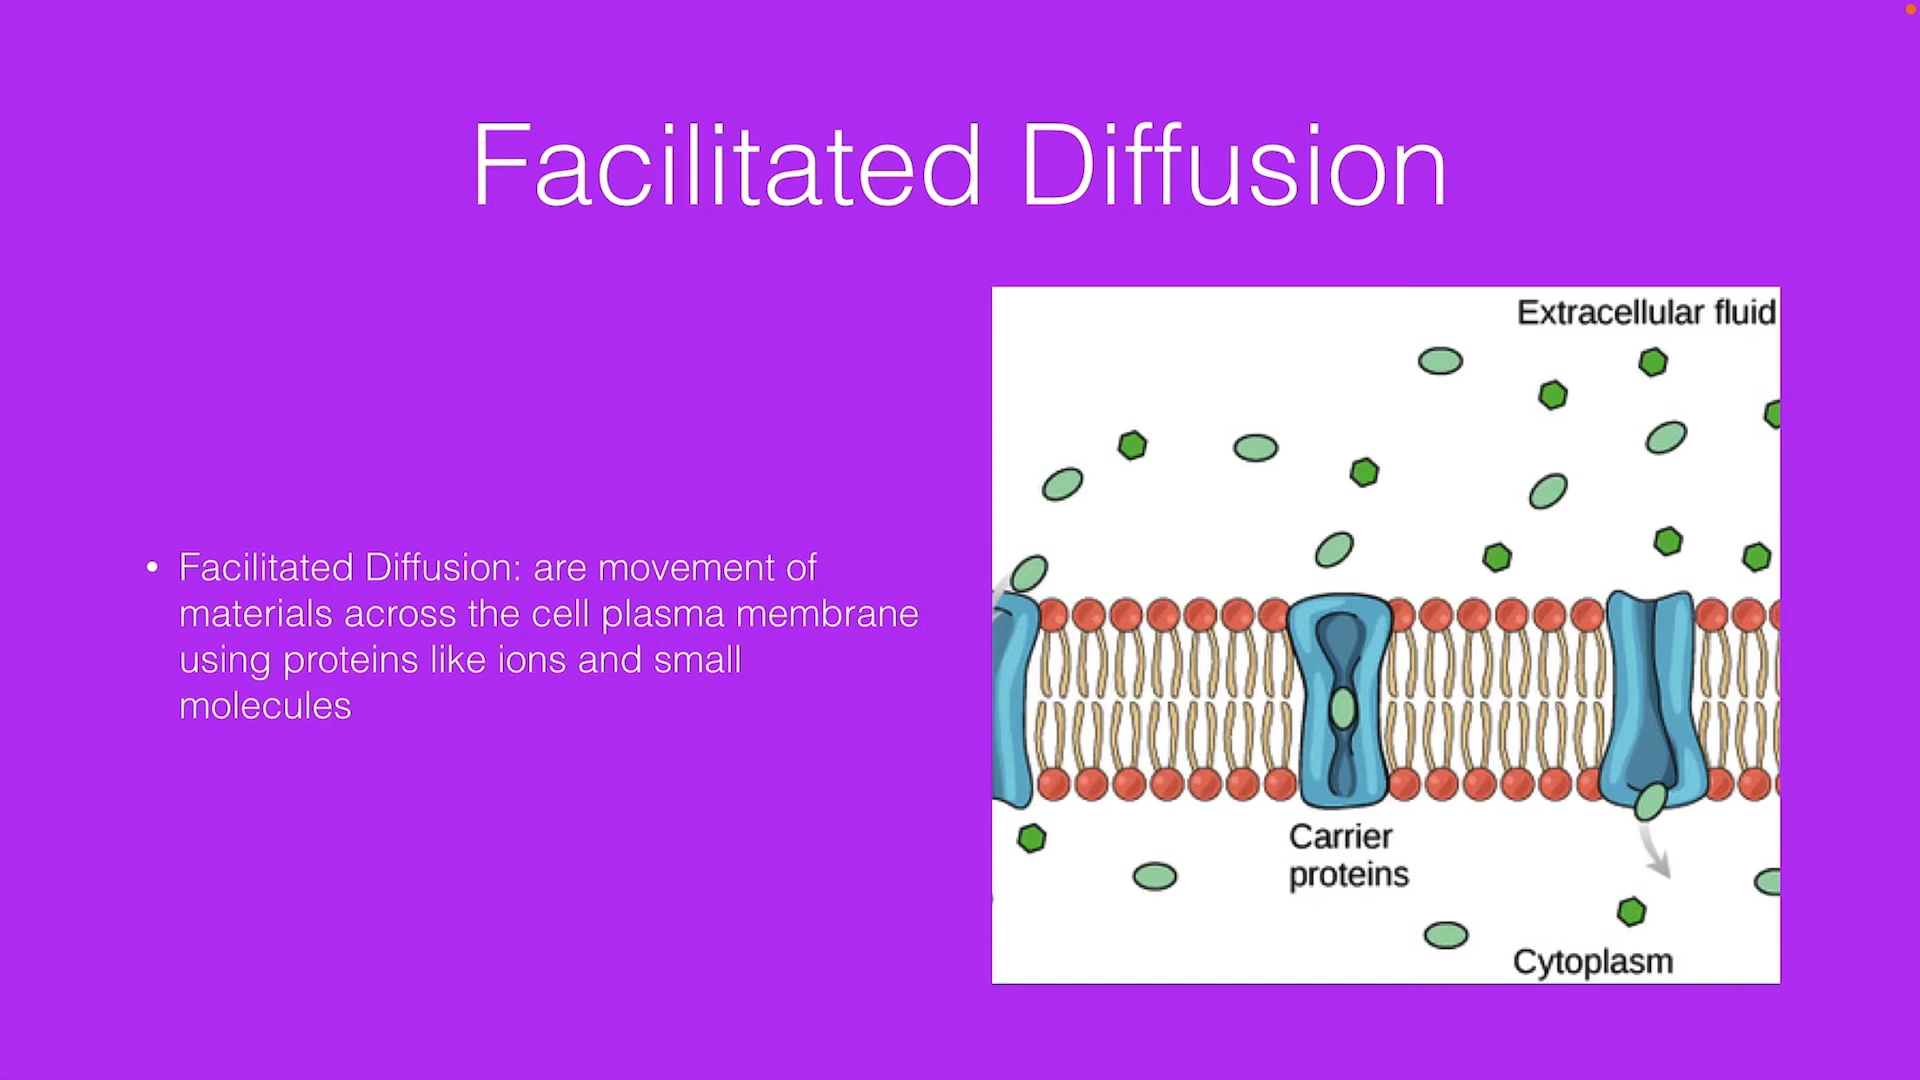 Facilitated Diffusion
• Facilitated Diffusion: are movement of
materials across the cell plasma membrane
using proteins like ions and small
molecules
Extracellular fluid
Carrier
proteins
Cytoplasm